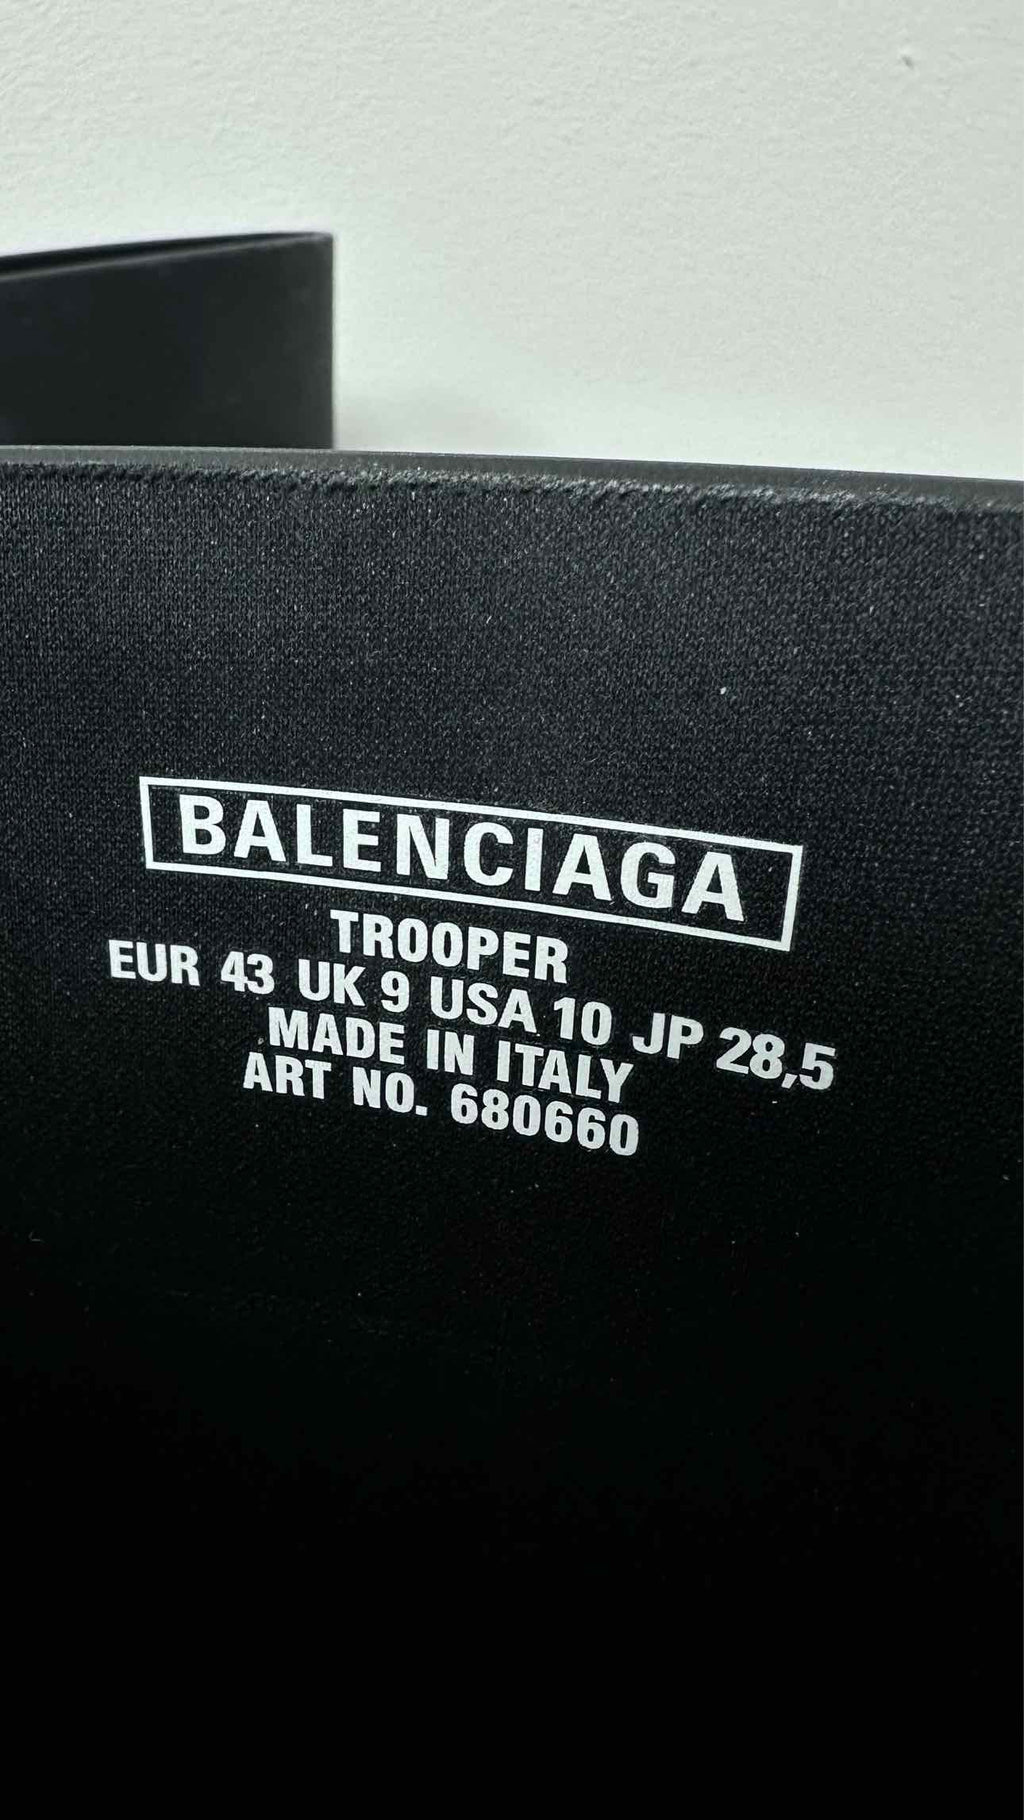 BALENCIAGA
TROOPER
EUR 43 UK 9 USA 10 JP 28,5
MADE IN ITALY
ART NO. 680660